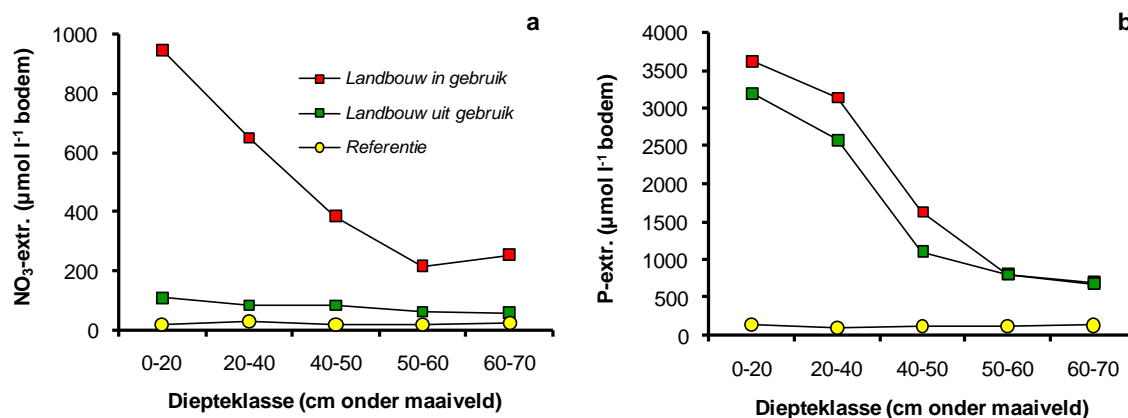 a
NO₃-extr. (µmol l⁻¹ bodem)
1000
800
600
400
200
0
Landbouw in gebruik
Landbouw uit gebruik
Referentie
0-20 20-40 40-50 50-60 60-70
Diepteklasse (cm onder maaiveld)
b
P-extr. (µmol l⁻¹ bodem)
4000
3500
3000
2500
2000
1500
1000
500
0
0-20 20-40 40-50 50-60 60-70
Diepteklasse (cm onder maaiveld)